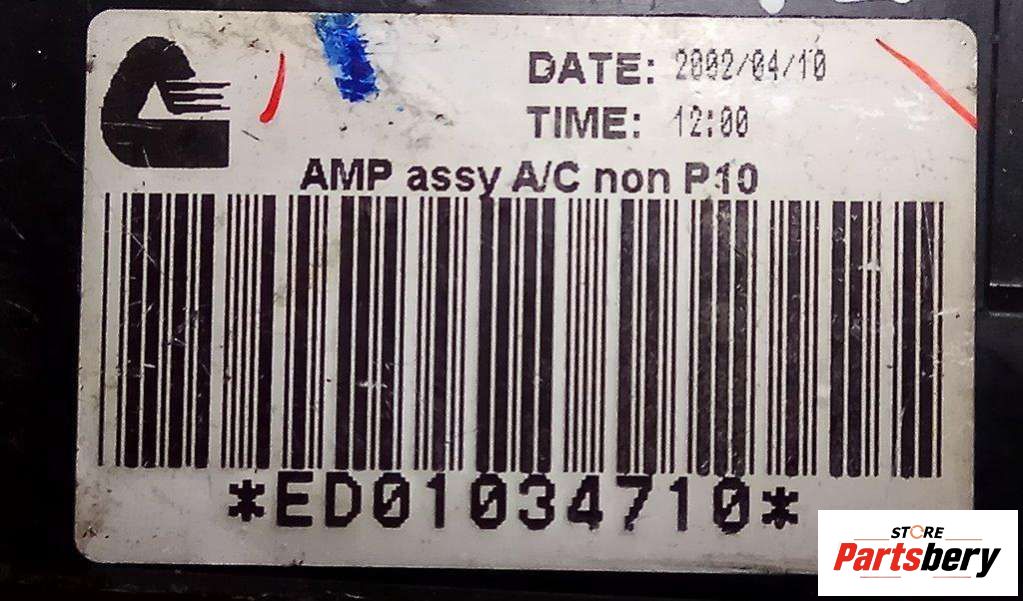 DATE: 2002/04/10
TIME: 12:00
AMP assy A/C non P10
*ED01034710*
STORE
Partsbery